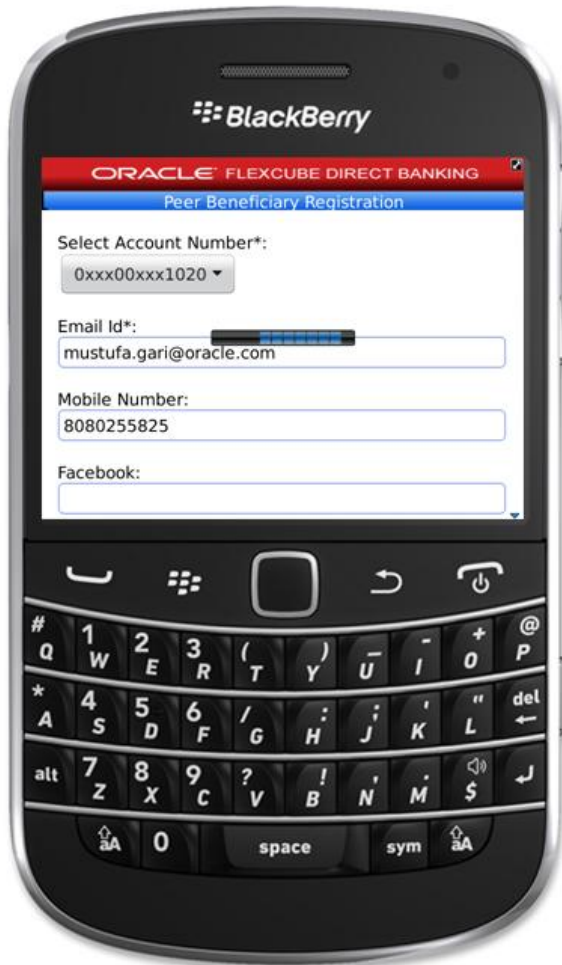 BlackBerry
ORACLE FLEXCUBE DIRECT BANKING
Peer Beneficiary Registration
Select Account Number*:
0xxx00xxx1020
Email Id*:
mustufa.gari@oracle.com
Mobile Number:
8080255825
Facebook:
# 1 2 3 ( ) _ - + @
Q W E R T Y U I O P
* 4 5 6 / : ; ' " del
A S D F G H J K L
alt 7 8 9 ? ! , . $
Z X C V B N M
aA 0 space sym aA